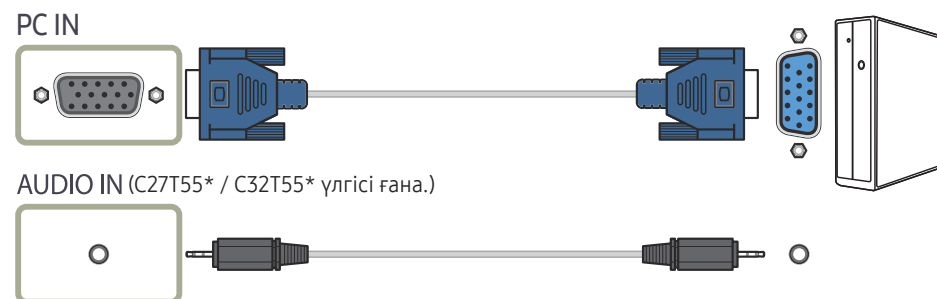 PC IN
AUDIO IN (C27T55* / C32T55* үлгісі ғана.)